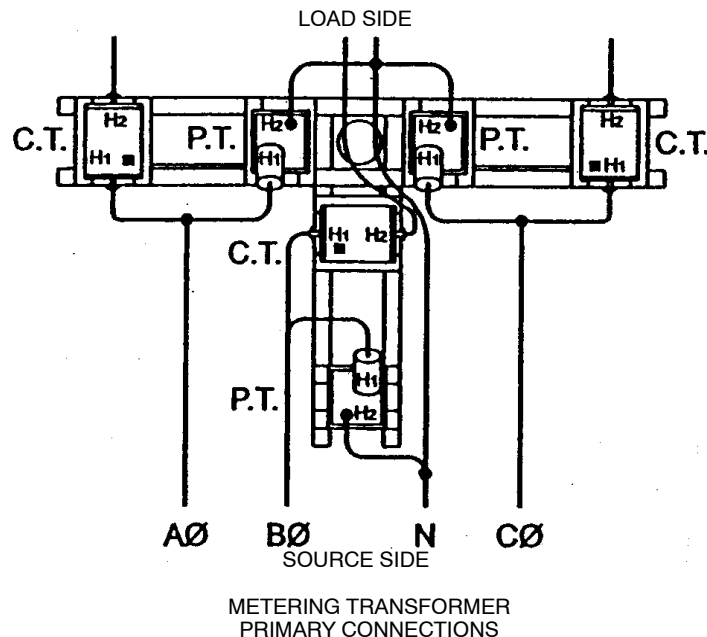 LOAD SIDE
C.T.
H2
H1
P.T.
H2
H1
H2
H1
P.T.
H2
H1
C.T.
C.T.
H1
H2
P.T.
H1
H2
AØ
BØ
N
CØ
SOURCE SIDE
METERING TRANSFORMER
PRIMARY CONNECTIONS